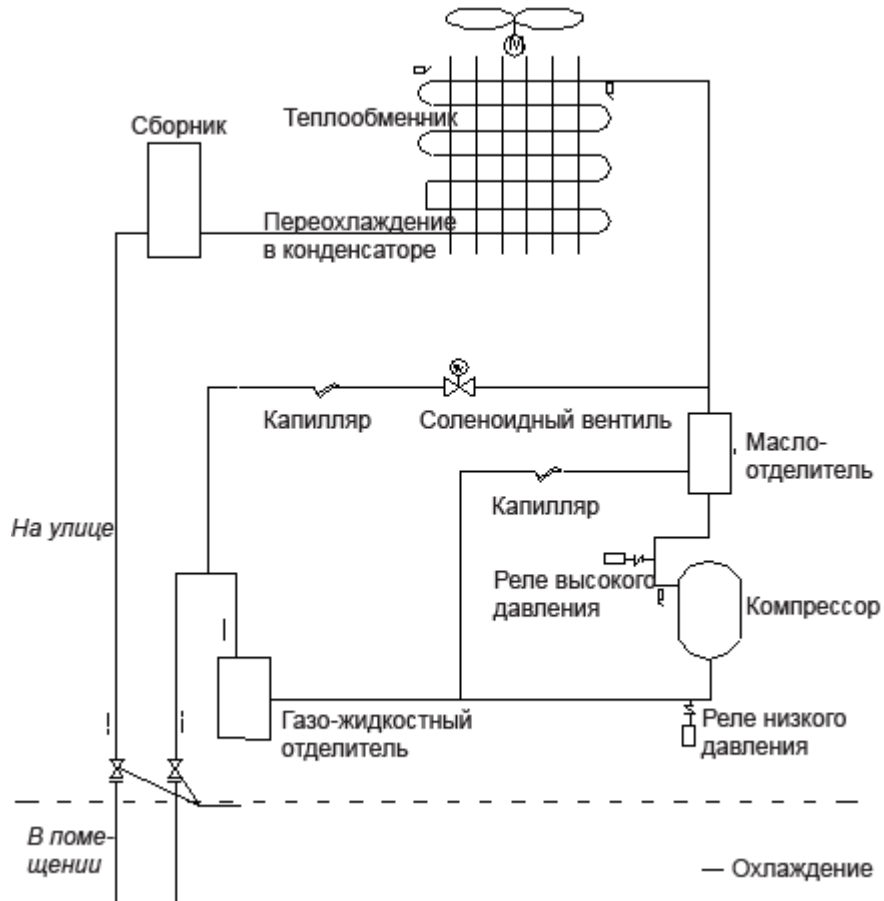 Сборник
Теплообменник
Переохлаждение
в конденсаторе
Капилляр
Соленоидный вентиль
Масло-
отделитель
Капилляр
На улице
Реле высокого
давления
Компрессор
Газо-жидкостный
отделитель
Реле низкого
давления
В поме-
щении
— Охлаждение